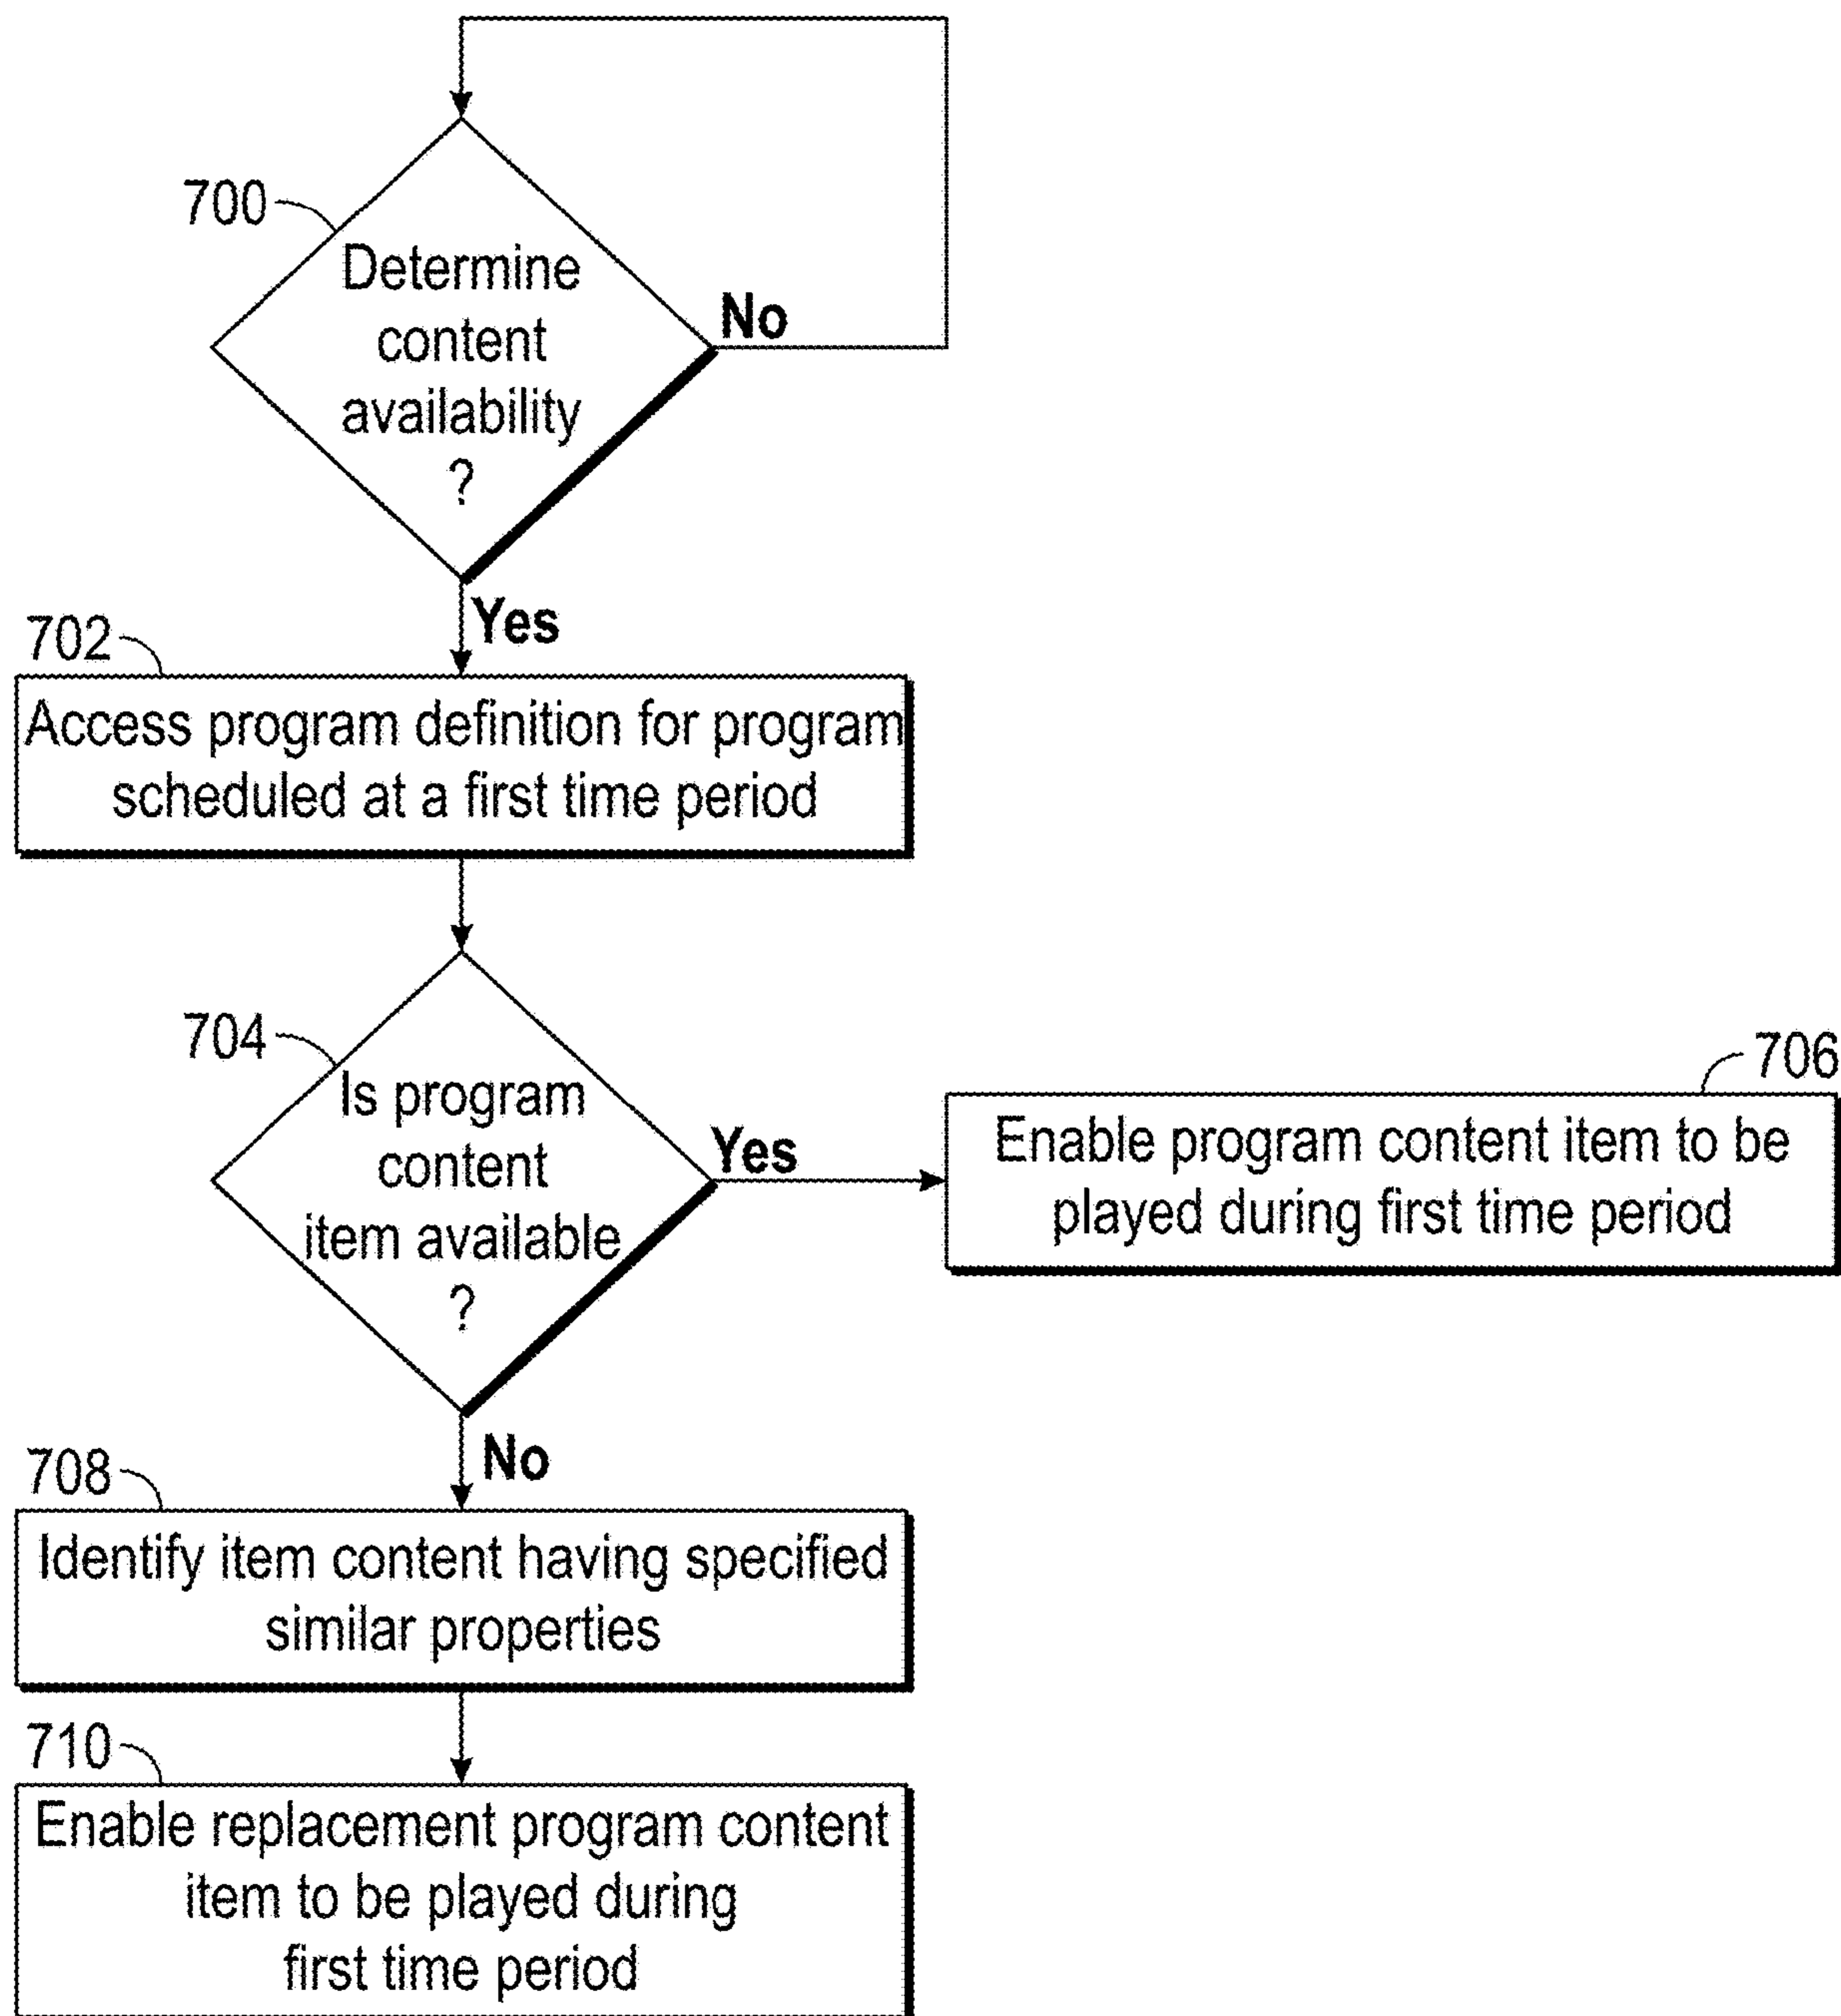 700
Determine
content
availability
?
No
Yes
702
Access program definition for program
scheduled at a first time period
704
Is program
content
item available
?
Yes
706
Enable program content item to be
played during first time period
No
708
Identify item content having specified
similar properties
710
Enable replacement program content
item to be played during
first time period